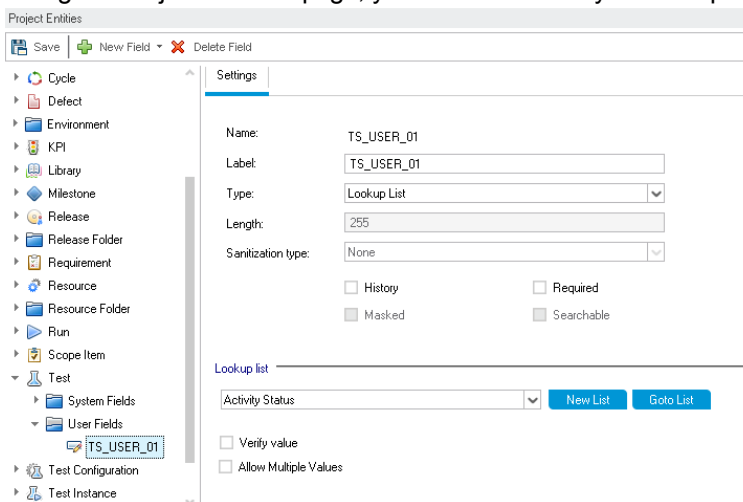 Project Entities
Save New Field Delete Field
Cycle
Defect
Environment
KPI
Library
Milestone
Release
Release Folder
Requirement
Resource
Resource Folder
Run
Scope Item
Test
System Fields
User Fields
TS_USER_01
Test Configuration
Test Instance
Settings
Name: TS_USER_01
Label: TS_USER_01
Type: Lookup List
Length: 255
Sanitization type: None
History Required
Masked Searchable
Lookup list
Activity Status New List Goto List
Verify value
Allow Multiple Values